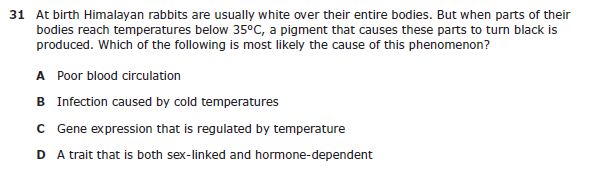 31 At birth Himalayan rabbits are usually white over their entire bodies. But when parts of their
bodies reach temperatures below 35°C, a pigment that causes these parts to turn black is
produced. Which of the following is most likely the cause of this phenomenon?
A Poor blood circulation
B Infection caused by cold temperatures
C Gene expression that is regulated by temperature
D A trait that is both sex-linked and hormone-dependent